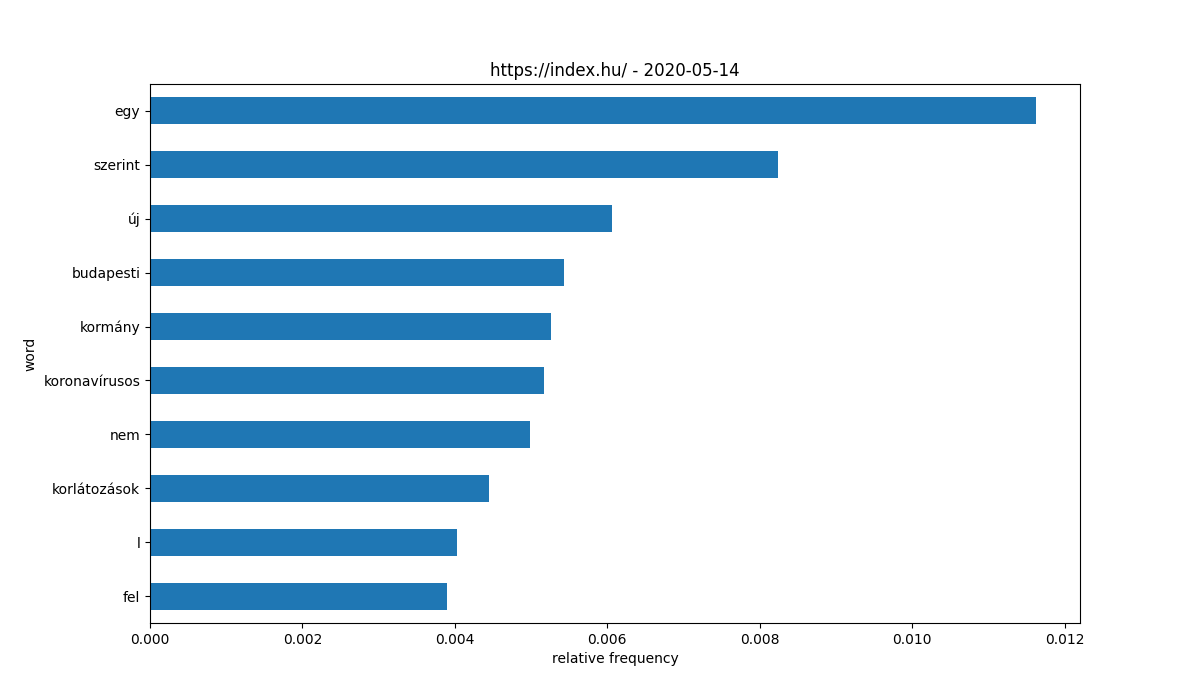 https://index.hu/ - 2020-05-14
egy
szerint
új
budapesti
kormány
koronavírusos
nem
korlátozások
l
fel
word
0.000 0.002 0.004 0.006 0.008 0.010 0.012
relative frequency